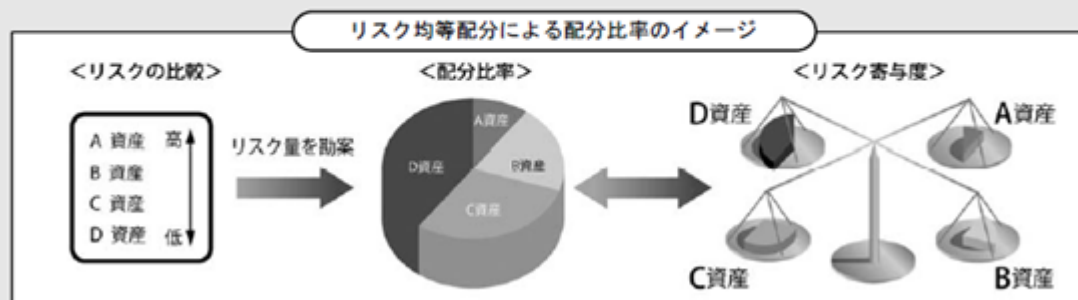 リスク均等配分による配分比率のイメージ
＜リスクの比較＞
A 資産 高
B 資産
C 資産
D 資産 低
リスク量を勘案
＜配分比率＞
A資産
B資産
C資産
D資産
＜リスク寄与度＞
D資産
A資産
C資産
B資産